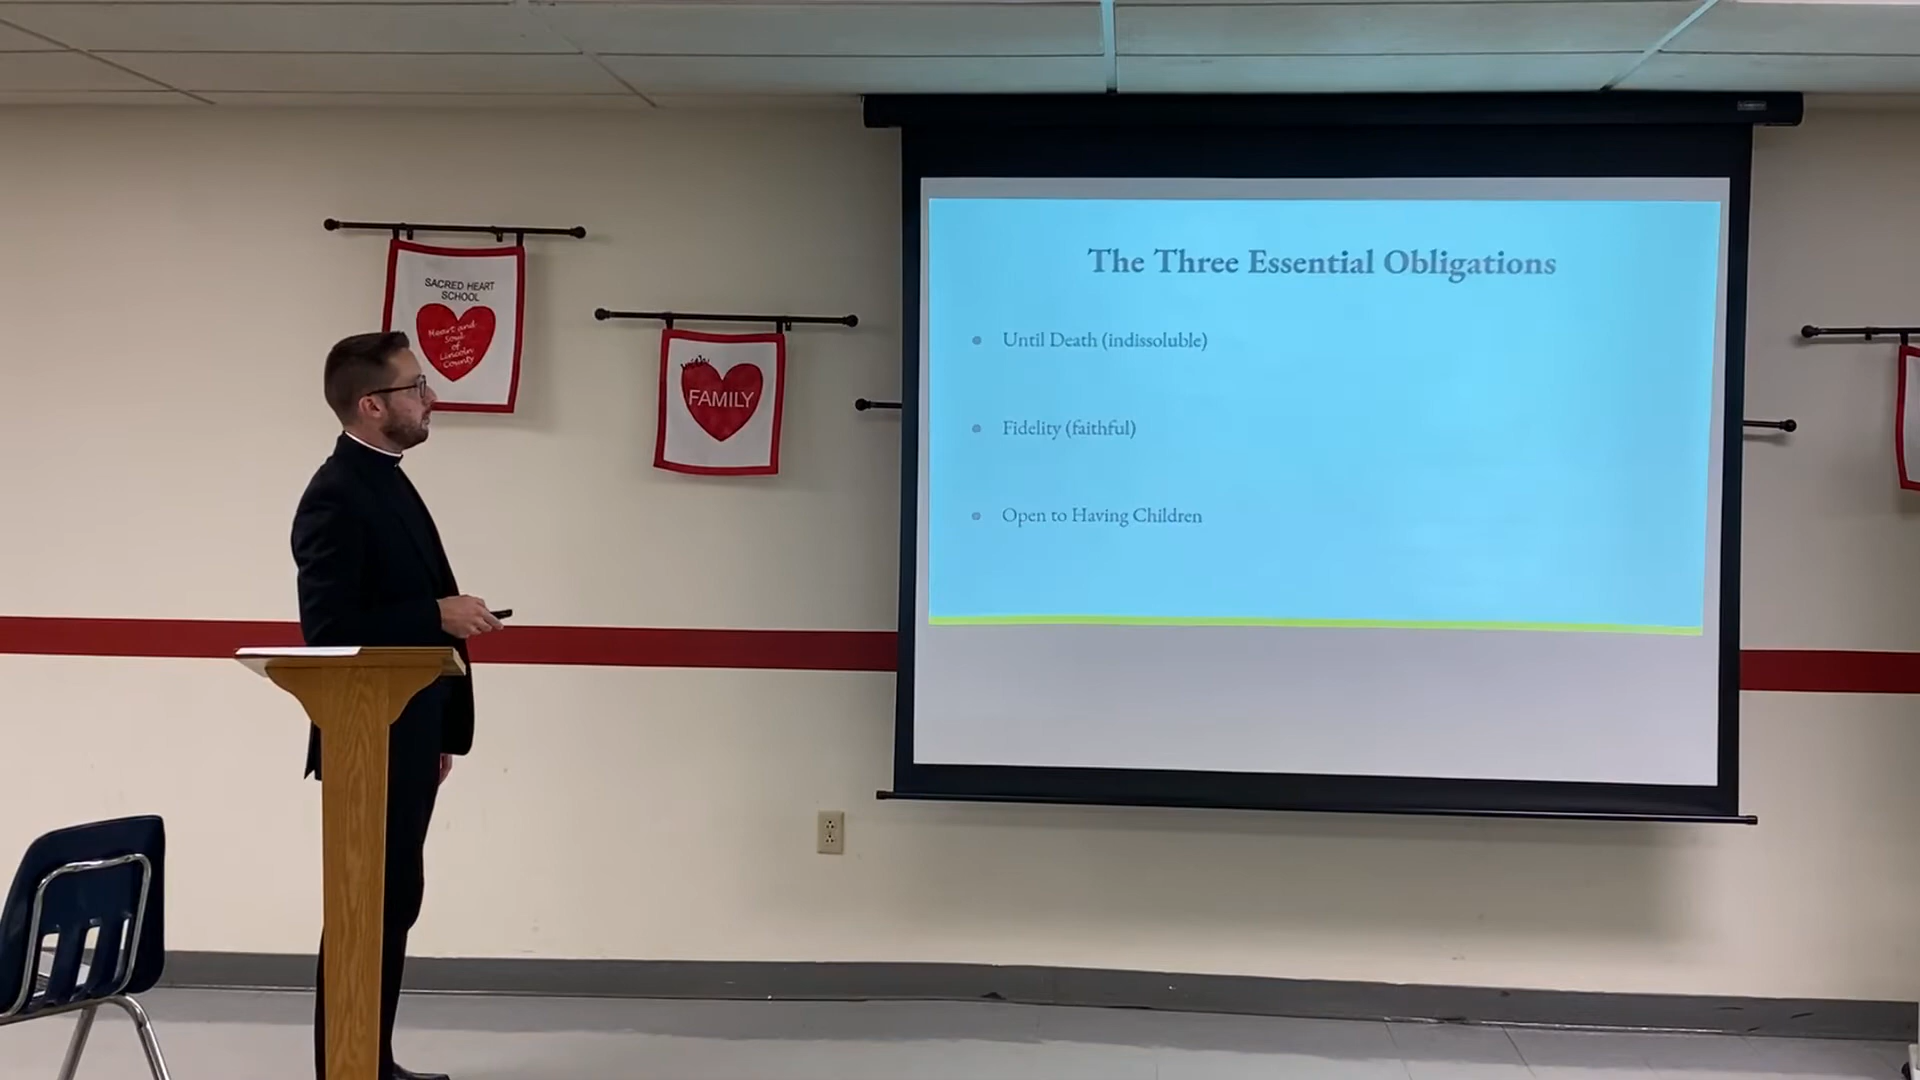 SACRED HEART
SCHOOL
Heart and
Soul
of
Lincoln
County
with
FAMILY
The Three Essential Obligations
Until Death (indissoluble)
Fidelity (faithful)
Open to Having Children